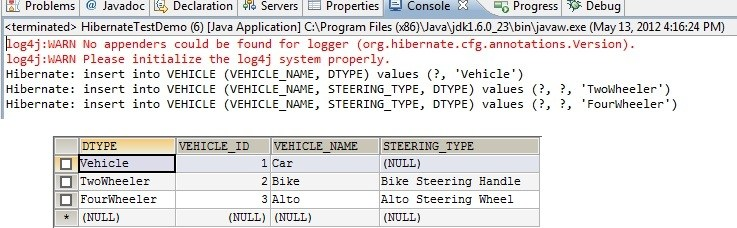 Problems @ Javadoc Declaration Servers Properties Console Progress Debug
<terminated> HibernateTestDemo (6) [Java Application] C:\Program Files (x86)\Java\jdk1.6.0_23\bin\javaw.exe (May 13, 2012 4:16:24 PM)
log4j:WARN No appenders could be found for logger (org.hibernate.cfg.annotations.Version).
log4j:WARN Please initialize the log4j system properly.
Hibernate: insert into VEHICLE (VEHICLE_NAME, DTYPE) values (?, 'Vehicle')
Hibernate: insert into VEHICLE (VEHICLE_NAME, STEERING_TYPE, DTYPE) values (?, ?, 'TwoWheeler')
Hibernate: insert into VEHICLE (VEHICLE_NAME, STEERING_TYPE, DTYPE) values (?, ?, 'FourWheeler')
DTYPE VEHICLE_ID VEHICLE_NAME STEERING_TYPE
Vehicle 1 Car (NULL)
TwoWheeler 2 Bike Bike Steering Handle
FourWheeler 3 Alto Alto Steering Wheel
* (NULL) (NULL) (NULL) (NULL)